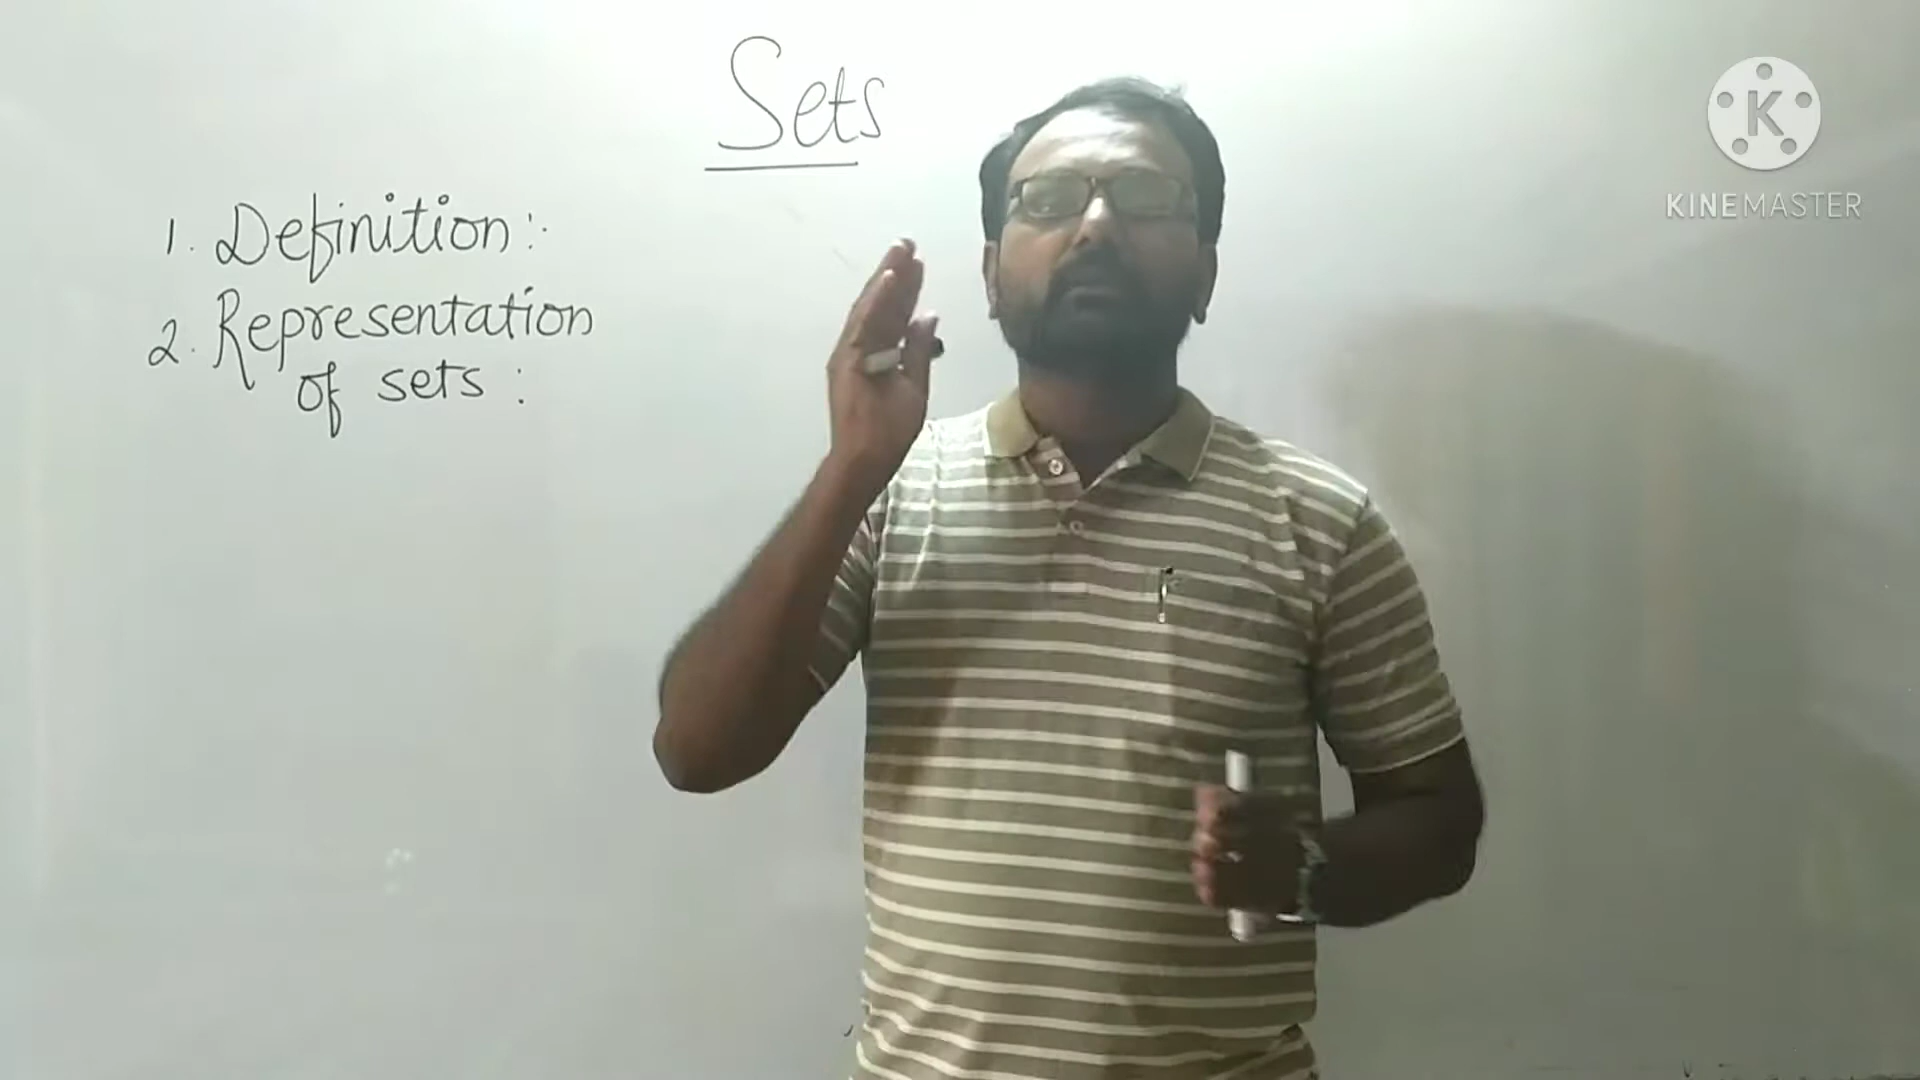 Sets
1. Definition :-
2. Representation
of sets :
KINEMASTER